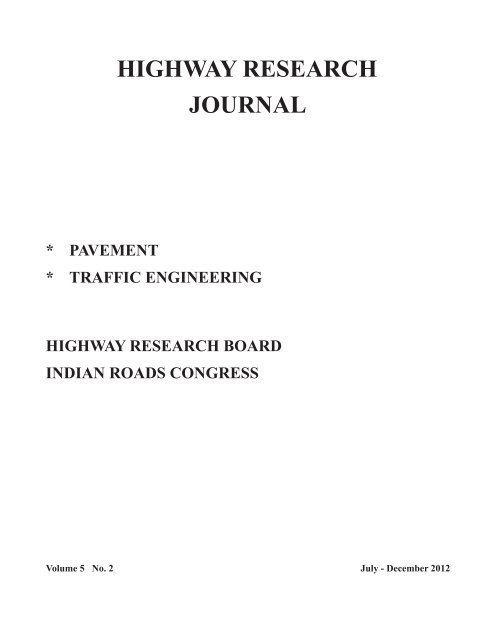 HIGHWAY RESEARCH
JOURNAL
* PAVEMENT
* TRAFFIC ENGINEERING
HIGHWAY RESEARCH BOARD
INDIAN ROADS CONGRESS
Volume 5 No. 2 July - December 2012